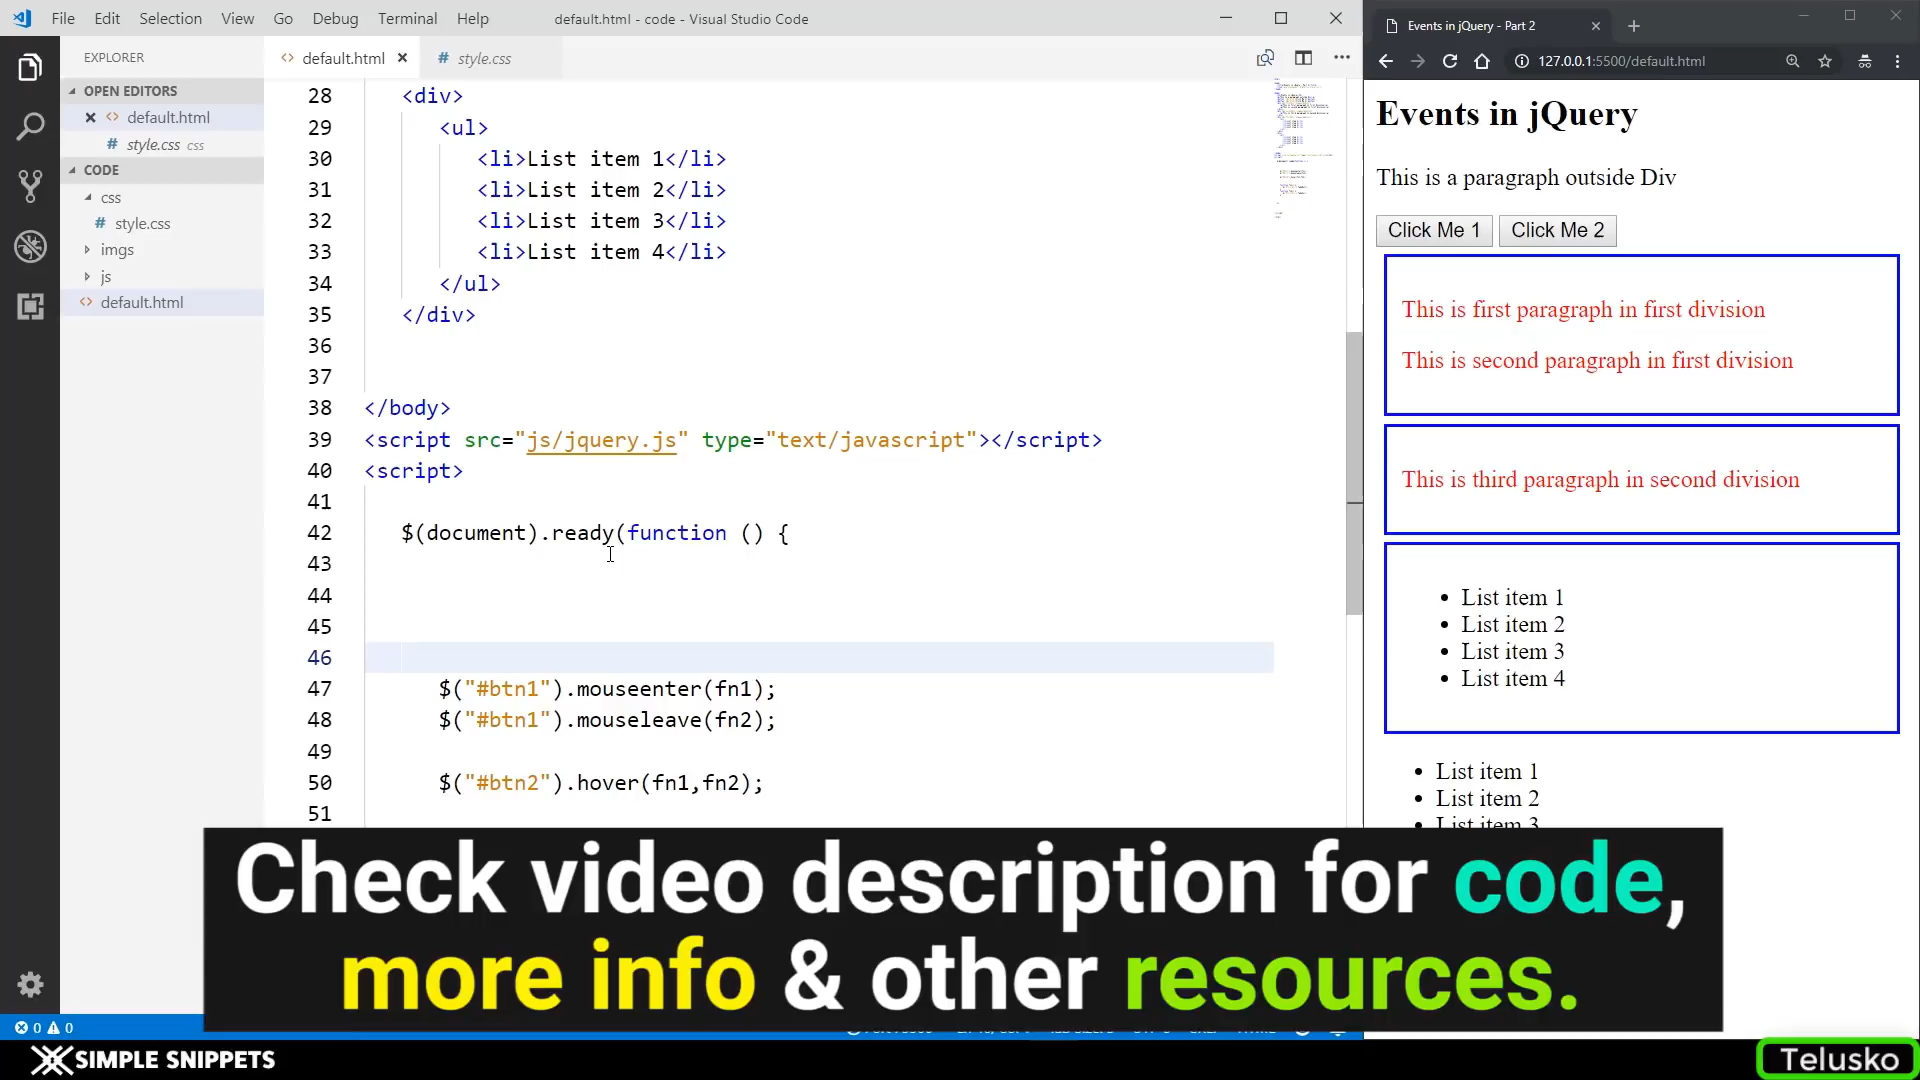 File Edit Selection View Go Debug Terminal Help
default.html - code - Visual Studio Code
EXPLORER
OPEN EDITORS
default.html
style.css css
CODE
css
style.css
imgs
js
default.html
default.html
style.css
28 <div>
29 <ul>
30 <li>List item 1</li>
31 <li>List item 2</li>
32 <li>List item 3</li>
33 <li>List item 4</li>
34 </ul>
35 </div>
36
37
38 </body>
39 <script src="js/jquery.js" type="text/javascript"></script>
40 <script>
41
42 $(document).ready(function () {
43
44
45
46
47 $("#btn1").mouseenter(fn1);
48 $("#btn1").mouseleave(fn2);
49
50 $("#btn2").hover(fn1,fn2);
51
0 0
Events in jQuery - Part 2
127.0.0.1:5500/default.html
Events in jQuery
This is a paragraph outside Div
Click Me 1 Click Me 2
This is first paragraph in first division
This is second paragraph in first division
This is third paragraph in second division
List item 1
List item 2
List item 3
List item 4
List item 1
List item 2
List item 3
Check video description for code,
more info & other resources.
SIMPLE SNIPPETS
Telusko